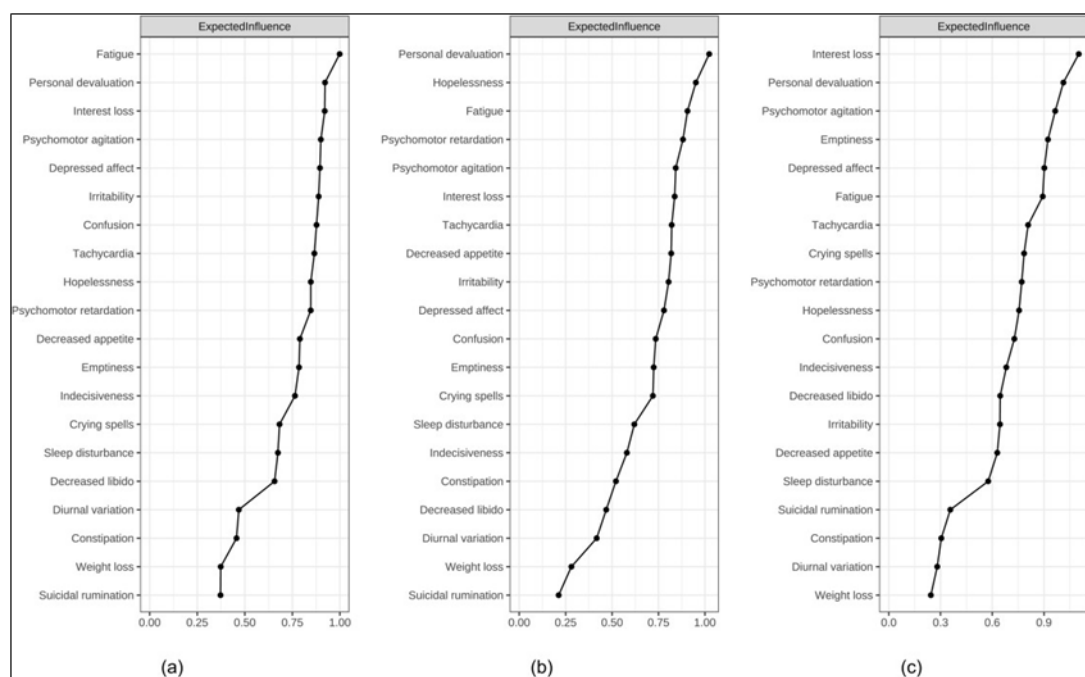 ExpectedInfluence
Fatigue
Personal devaluation
Interest loss
Psychomotor agitation
Depressed affect
Irritability
Confusion
Tachycardia
Hopelessness
Psychomotor retardation
Decreased appetite
Emptiness
Indecisiveness
Crying spells
Sleep disturbance
Decreased libido
Diurnal variation
Constipation
Weight loss
Suicidal rumination
0.00 0.25 0.50 0.75 1.00
(a)
ExpectedInfluence
Personal devaluation
Hopelessness
Fatigue
Psychomotor retardation
Psychomotor agitation
Interest loss
Tachycardia
Decreased appetite
Irritability
Depressed affect
Confusion
Emptiness
Crying spells
Sleep disturbance
Indecisiveness
Constipation
Decreased libido
Diurnal variation
Weight loss
Suicidal rumination
0.00 0.25 0.50 0.75 1.00
(b)
ExpectedInfluence
Interest loss
Personal devaluation
Psychomotor agitation
Emptiness
Depressed affect
Fatigue
Tachycardia
Crying spells
Psychomotor retardation
Hopelessness
Confusion
Indecisiveness
Decreased libido
Irritability
Decreased appetite
Sleep disturbance
Suicidal rumination
Constipation
Diurnal variation
Weight loss
0.0 0.3 0.6 0.9
(c)